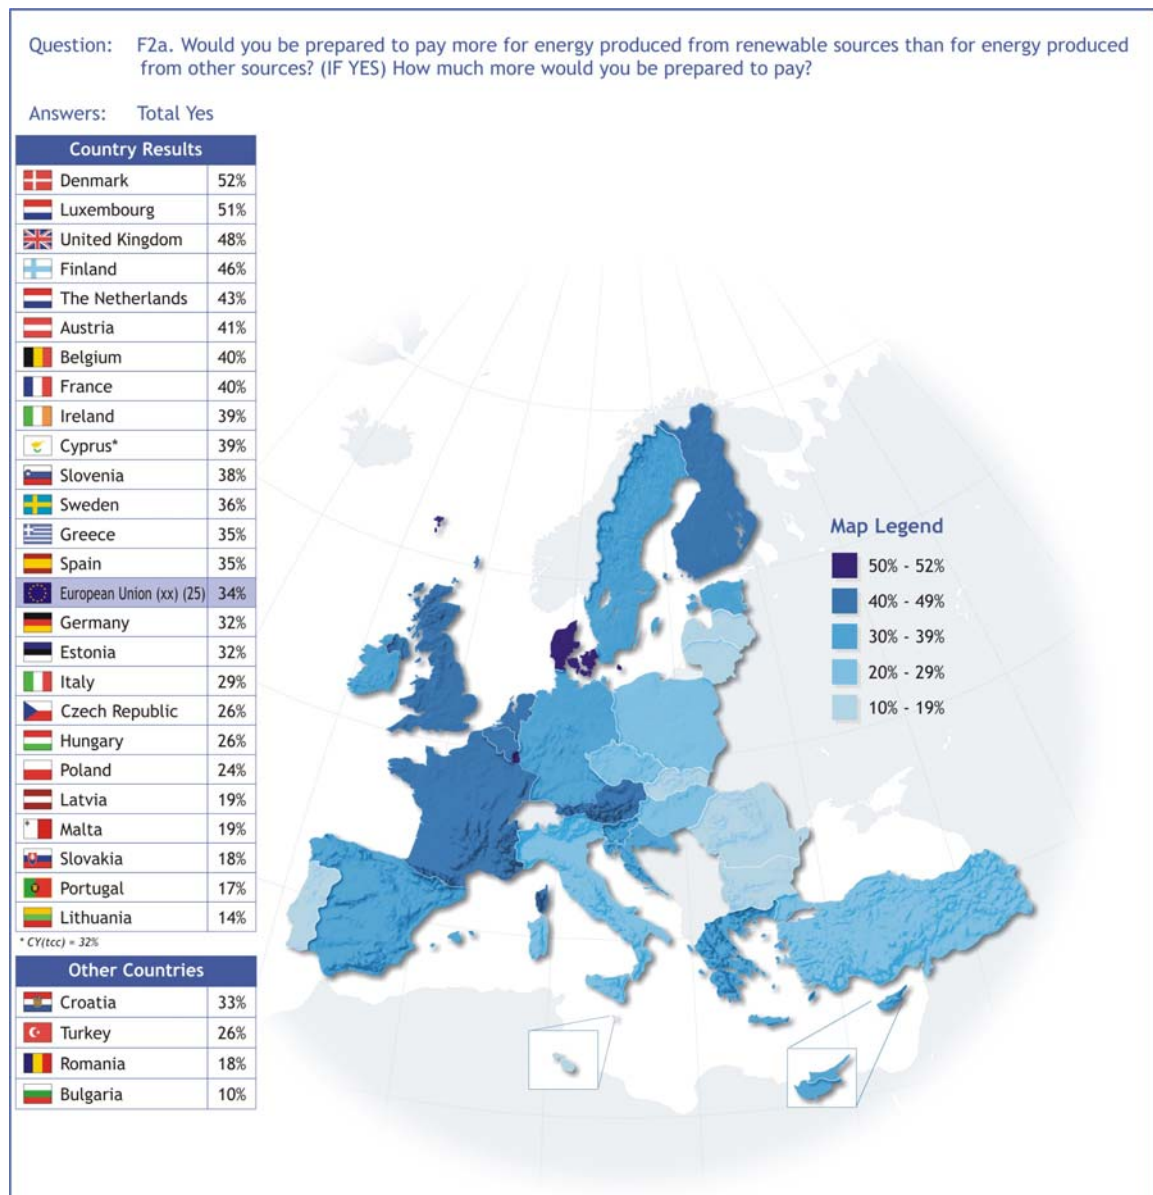 Question: F2a. Would you be prepared to pay more for energy produced from renewable sources than for energy produced
from other sources? (IF YES) How much more would you be prepared to pay?
Answers: Total Yes
Country Results
Denmark 52%
Luxembourg 51%
United Kingdom 48%
Finland 46%
The Netherlands 43%
Austria 41%
Belgium 40%
France 40%
Ireland 39%
Cyprus* 39%
Slovenia 38%
Sweden 36%
Greece 35%
Spain 35%
European Union (xx) (25) 34%
Germany 32%
Estonia 32%
Italy 29%
Czech Republic 26%
Hungary 26%
Poland 24%
Latvia 19%
Malta 19%
Slovakia 18%
Portugal 17%
Lithuania 14%
* CY(tcc) = 32%
Other Countries
Croatia 33%
Turkey 26%
Romania 18%
Bulgaria 10%
Map Legend
50% - 52%
40% - 49%
30% - 39%
20% - 29%
10% - 19%